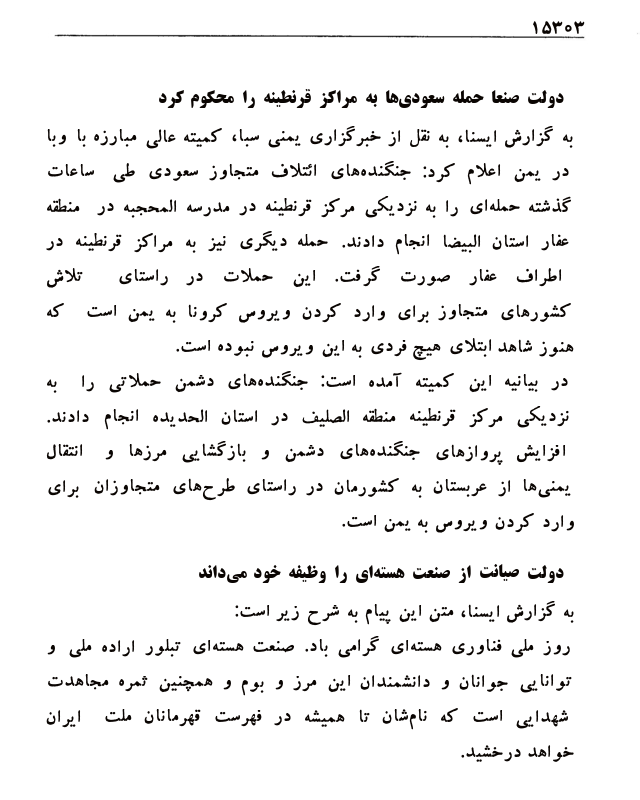 ۱۵۳۰۳
دولت صنعا حمله سعودی‌ها به مراکز قرنطینه را محکوم کرد
به گزارش ایسنا، به نقل از خبرگزاری یمنی سبا، کمیته عالی مبارزه با وبا
در یمن اعلام کرد: جنگنده‌های ائتلاف متجاوز سعودی طی ساعات
گذشته حمله‌ای را به نزدیکی مرکز قرنطینه در مدرسه المحجبه در منطقه
عفار استان البیضا انجام دادند. حمله دیگری نیز به مراکز قرنطینه در
اطراف عفار صورت گرفت. این حملات در راستای تلاش
کشورهای متجاوز برای وارد کردن ویروس کرونا به یمن است که
هنوز شاهد ابتلای هیچ فردی به این ویروس نبوده است.
در بیانیه این کمیته آمده است: جنگنده‌های دشمن حملاتی را به
نزدیکی مرکز قرنطینه منطقه الصلیف در استان الحدیده انجام دادند.
افزایش پروازهای جنگنده‌های دشمن و بازگشایی مرزها و انتقال
یمنی‌ها از عربستان به کشورمان در راستای طرح‌های متجاوزان برای
وارد کردن ویروس به یمن است.
دولت صیانت از صنعت هسته‌ای را وظیفه خود می‌داند
به گزارش ایسنا، متن این پیام به شرح زیر است:
روز ملی فناوری هسته‌ای گرامی باد. صنعت هسته‌ای تبلور اراده ملی و
توانایی جوانان و دانشمندان این مرز و بوم و همچنین ثمره مجاهدت
شهدایی است که نام‌شان تا همیشه در فهرست قهرمانان ملت ایران
خواهد درخشید.